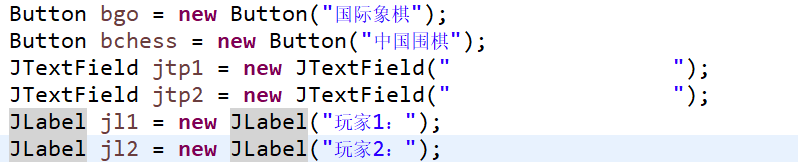 Button bgo = new Button("国际象棋");
Button bchess = new Button("中国围棋");
JTextField jtp1 = new JTextField("                    ");
JTextField jtp2 = new JTextField("                    ");
JLabel jl1 = new JLabel("玩家1：");
JLabel jl2 = new JLabel("玩家2：");